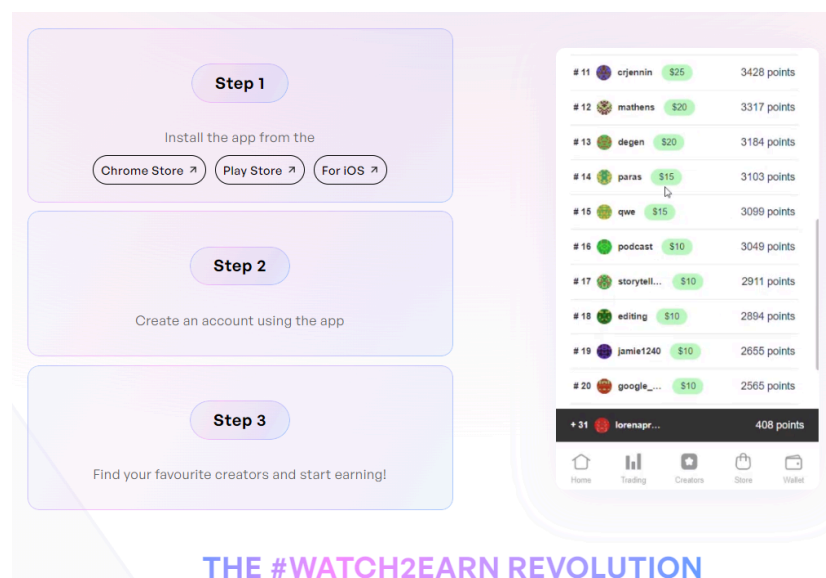 Step 1
Install the app from the
Chrome Store ↗ Play Store ↗ For iOS ↗
Step 2
Create an account using the app
Step 3
Find your favourite creators and start earning!
# 11 crjennin $25 3428 points
# 12 mathens $20 3317 points
# 13 degen $20 3184 points
# 14 paras $15 3103 points
# 15 qwe $15 3099 points
# 16 podcast $10 3049 points
# 17 storytell... $10 2911 points
# 18 editing $10 2894 points
# 19 jamie1240 $10 2655 points
# 20 google_... $10 2565 points
+ 31 lorenapr... 408 points
Home Trading Creators Store Wallet
THE #WATCH2EARN REVOLUTION